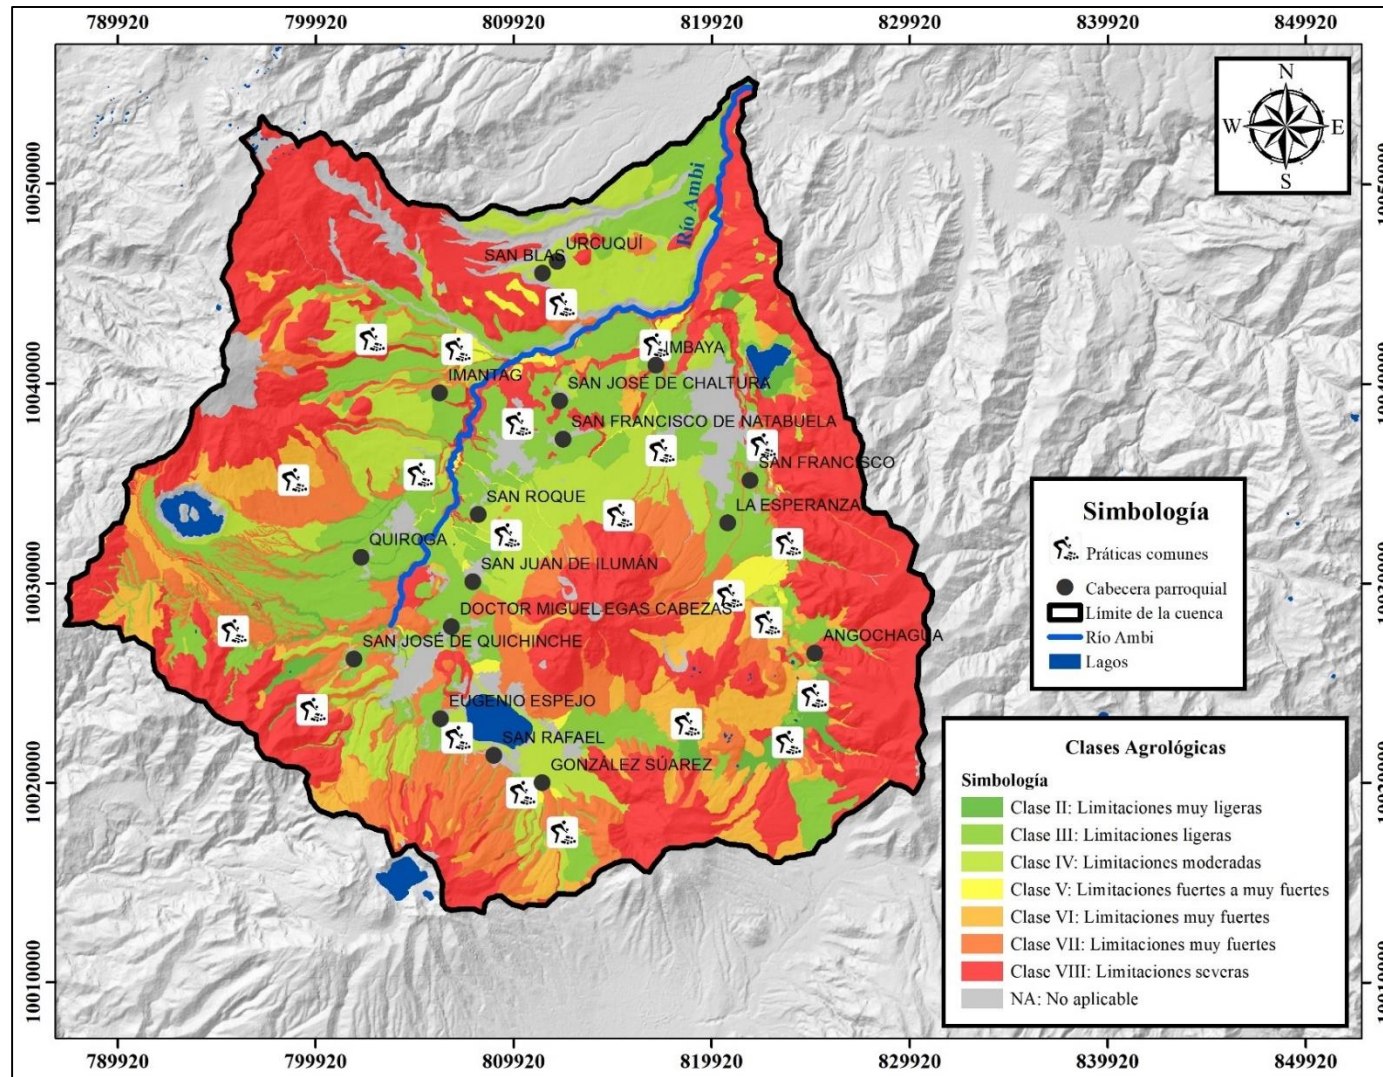 789920 799920 809920 819920 829920 839920 849920
N
W E
S
10050000 10050000
Río Ambi
URCUQUÍ
SAN BLAS
IMBAYA
10040000 10040000
IMANTAG
SAN JOSÉ DE CHALTURA
SAN FRANCISCO DE NATABUELA
SAN FRANCISCO
SAN ROQUE
LA ESPERANZA
QUIROGA
SAN JUAN DE ILUMÁN
10030000 10030000
DOCTOR MIGUEL EGAS CABEZAS
SAN JOSÉ DE QUICHINCHE
ANGOCHAGUA
EUGENIO ESPEJO
SAN RAFAEL
GONZÁLEZ SÚAREZ
10020000 10020000
10010000 10010000
Simbología
Práticas comunes
Cabecera parroquial
Límite de la cuenca
Río Ambi
Lagos
Clases Agrológicas
Simbología
Clase II: Limitaciones muy ligeras
Clase III: Limitaciones ligeras
Clase IV: Limitaciones moderadas
Clase V: Limitaciones fuertes a muy fuertes
Clase VI: Limitaciones muy fuertes
Clase VII: Limitaciones muy fuertes
Clase VIII: Limitaciones severas
NA: No aplicable
789920 799920 809920 819920 829920 839920 849920